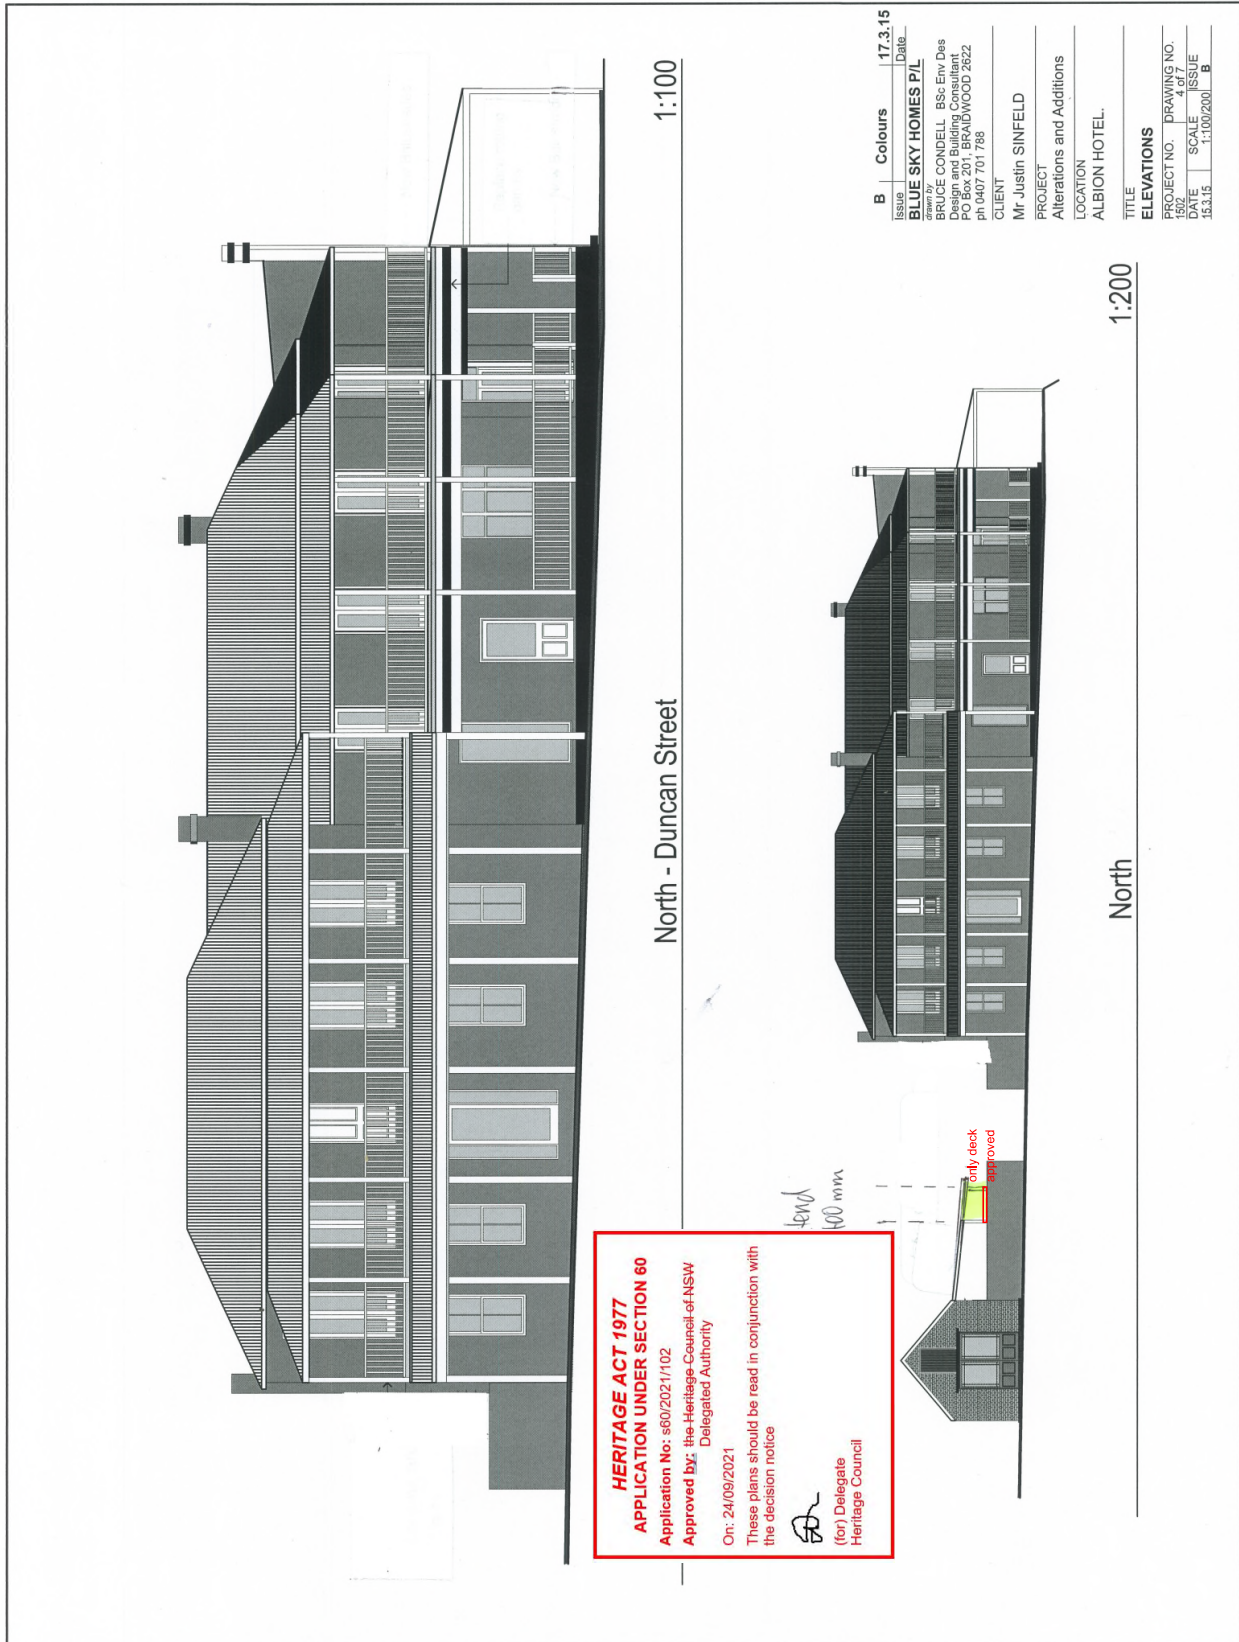 1:100
North - Duncan Street
1:200
North
tend
100 mm
only deck
approved
HERITAGE ACT 1977
APPLICATION UNDER SECTION 60
Application No: s60/2021/102
Approved by: the Heritage Council of NSW
Delegated Authority
On: 24/09/2021
These plans should be read in conjunction with
the decision notice
(for) Delegate
Heritage Council
B Colours 17.3.15
Issue Date
BLUE SKY HOMES P/L
drawn by
BRUCE CONDELL BSc Env Des
Design and Building Consultant
PO Box 201, BRAIDWOOD 2622
ph 0407 701 788
CLIENT
Mr Justin SINFELD
PROJECT
Alterations and Additions
LOCATION
ALBION HOTEL.
TITLE
ELEVATIONS
PROJECT NO. DRAWING NO.
1502 4 of 7
DATE SCALE ISSUE
15.3.15 1:100/200 B